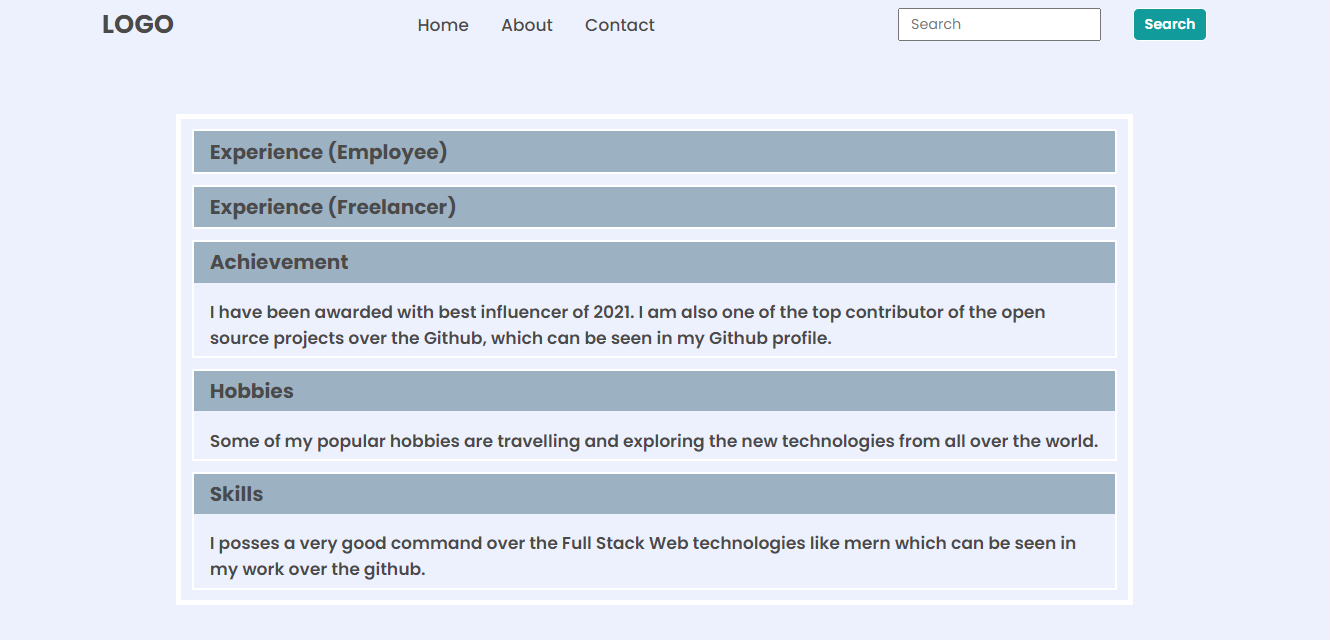 LOGO
Home
About
Contact
Search
Search
Experience (Employee)
Experience (Freelancer)
Achievement
I have been awarded with best influencer of 2021. I am also one of the top contributor of the open
source projects over the Github, which can be seen in my Github profile.
Hobbies
Some of my popular hobbies are travelling and exploring the new technologies from all over the world.
Skills
I posses a very good command over the Full Stack Web technologies like mern which can be seen in
my work over the github.